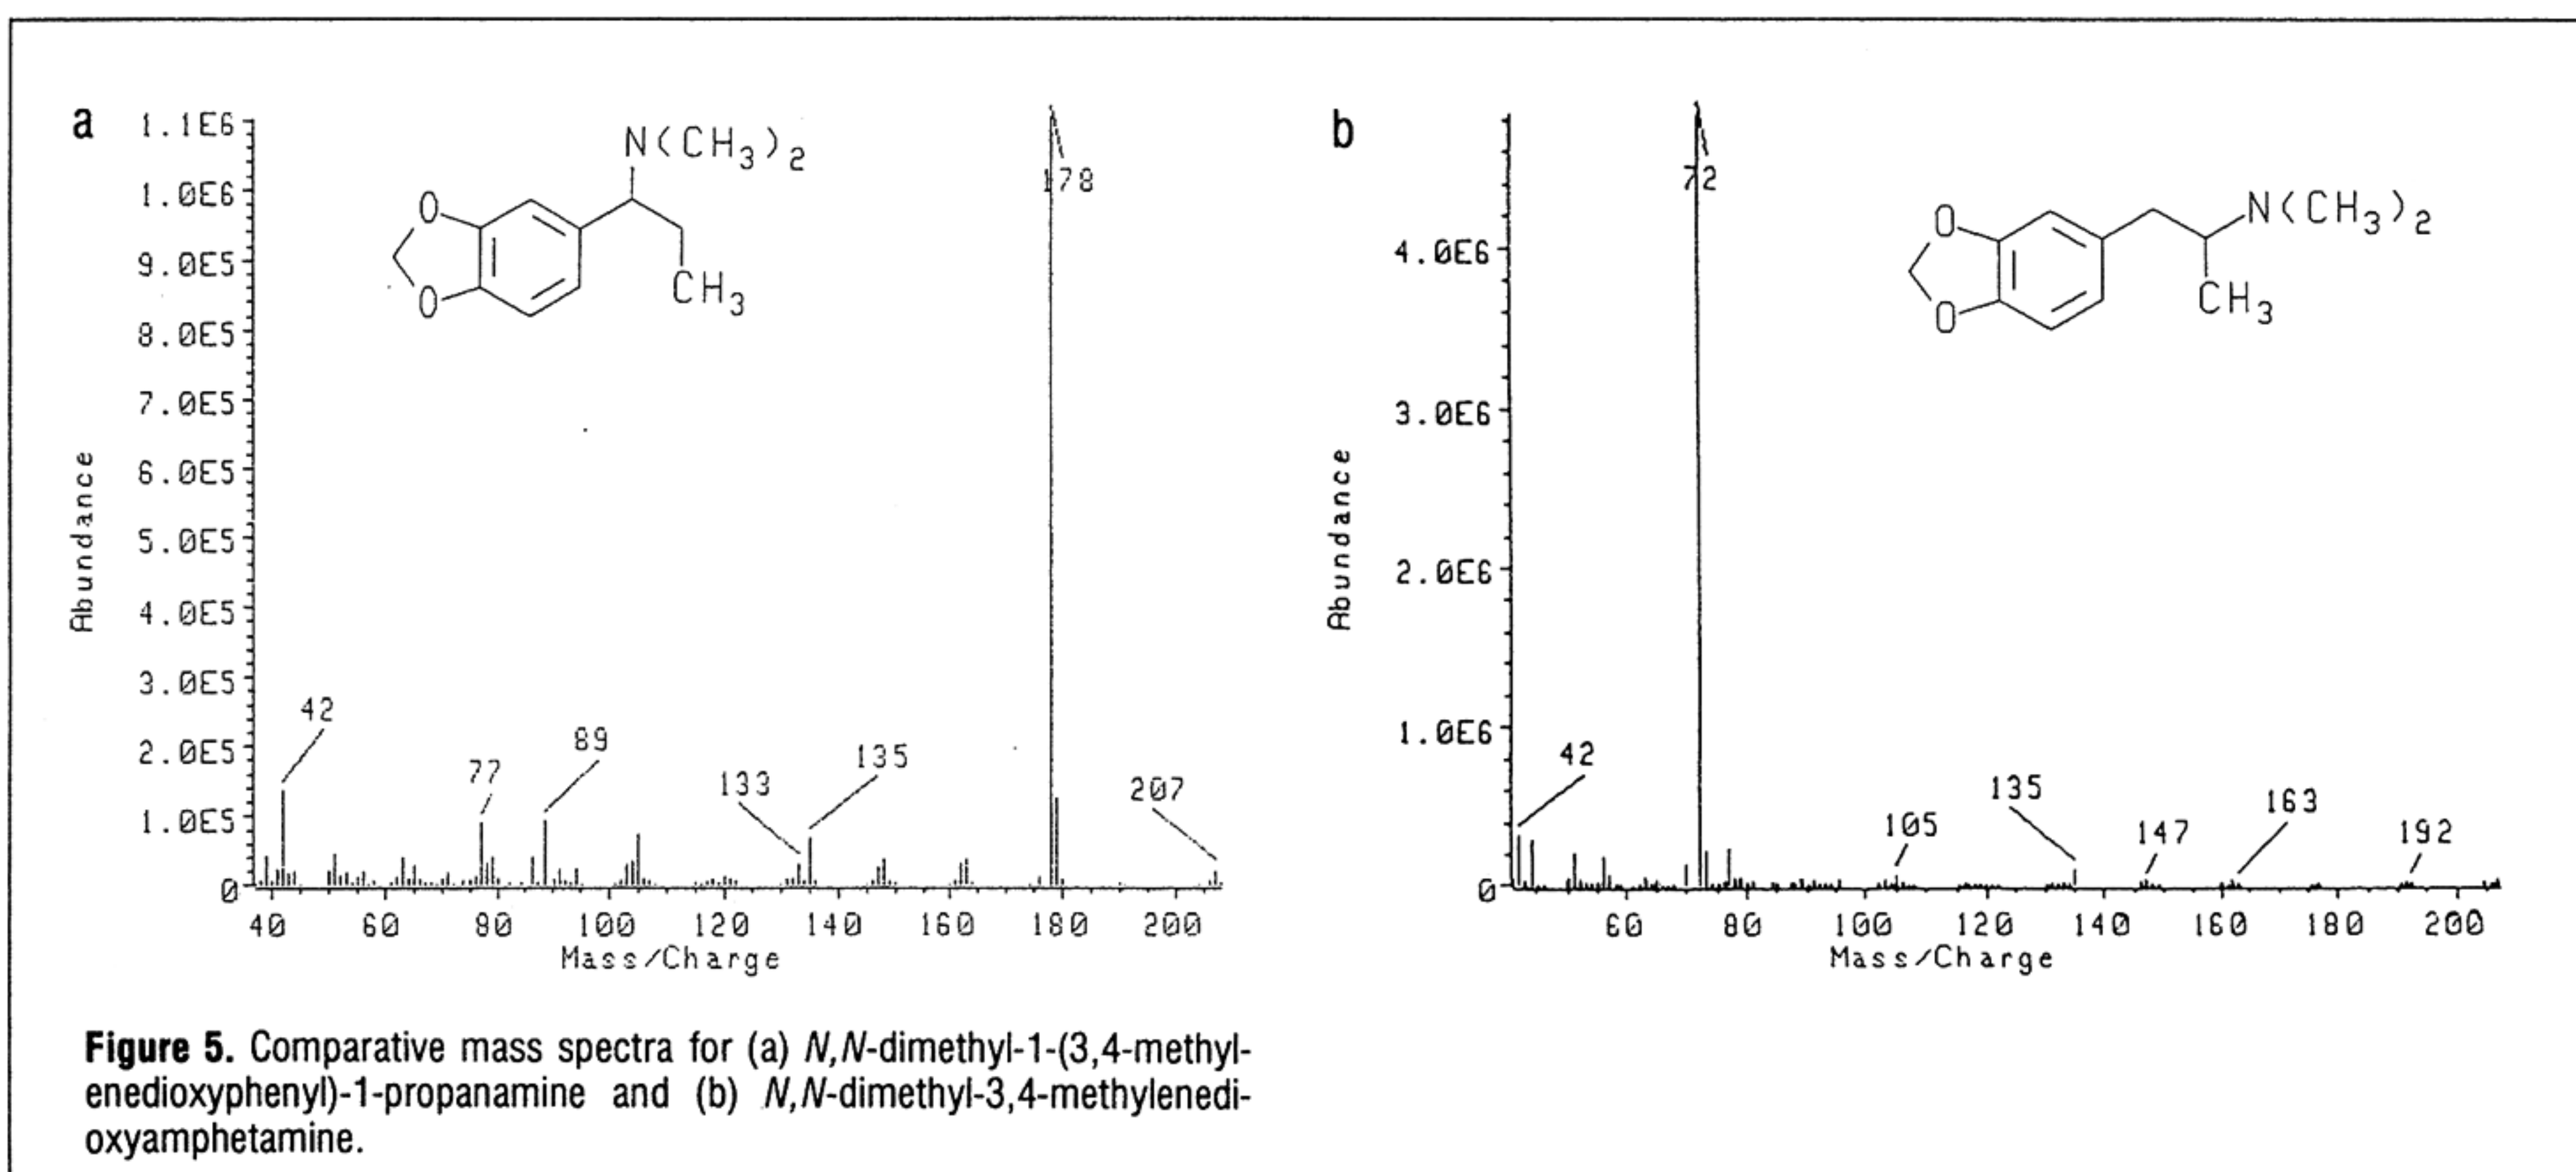 a
1.1E6
1.0E6
9.0E5
8.0E5
7.0E5
6.0E5
5.0E5
4.0E5
3.0E5
2.0E5
1.0E5
0
Abundance
N(CH3)2
O
O
CH3
178
42
77
89
133
135
207
40 60 80 100 120 140 160 180 200
Mass/Charge
b
4.0E6
3.0E6
2.0E6
1.0E6
0
Abundance
72
N(CH3)2
O
O
CH3
42
105
135
147
163
192
60 80 100 120 140 160 180 200
Mass/Charge
Figure 5. Comparative mass spectra for (a) N,N-dimethyl-1-(3,4-methyl-
enedioxyphenyl)-1-propanamine and (b) N,N-dimethyl-3,4-methylenedi-
oxyamphetamine.